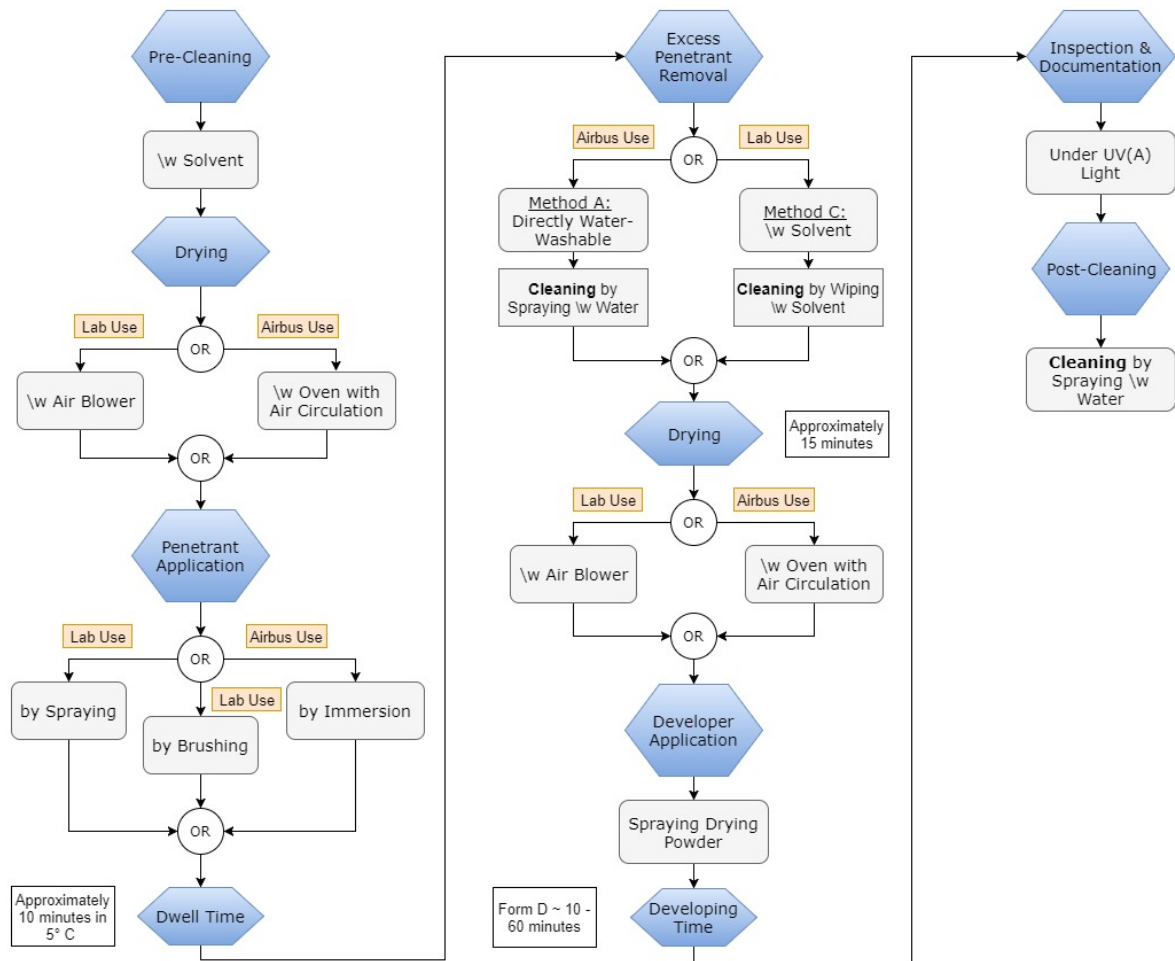 Pre-Cleaning
\w Solvent
Drying
Lab Use
Airbus Use
OR
\w Air Blower
\w Oven with
Air Circulation
OR
Penetrant
Application
Lab Use
Airbus Use
OR
Lab Use
by Spraying
by Brushing
by Immersion
OR
Approximately
10 minutes in
5° C
Dwell Time
Excess
Penetrant
Removal
Airbus Use
Lab Use
OR
Method A:
Directly Water-
Washable
Method C:
\w Solvent
Cleaning by
Spraying \w Water
Cleaning by Wiping
\w Solvent
OR
Drying
Approximately
15 minutes
Lab Use
Airbus Use
OR
\w Air Blower
\w Oven with
Air Circulation
OR
Developer
Application
Spraying Drying
Powder
Form D ~ 10 -
60 minutes
Developing
Time
Inspection &
Documentation
Under UV(A)
Light
Post-Cleaning
Cleaning by
Spraying \w
Water